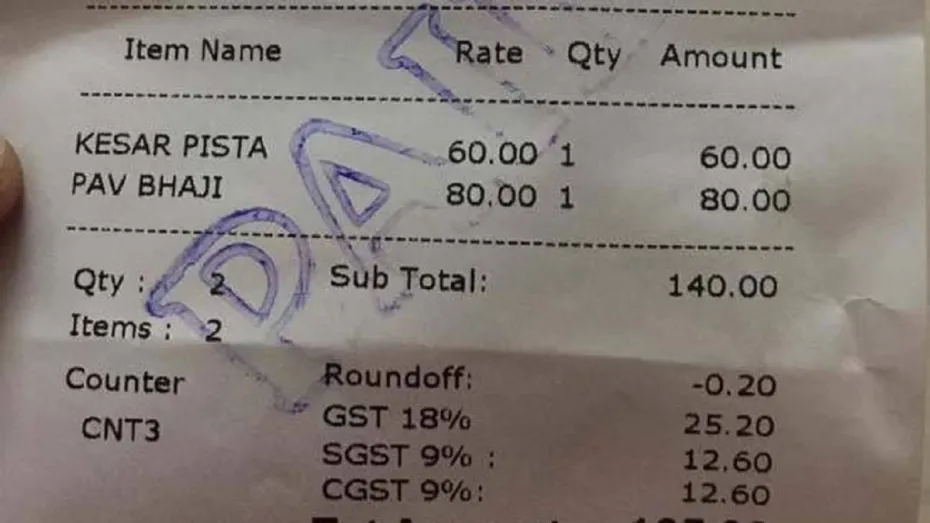 Item Name Rate Qty Amount
KESAR PISTA 60.00 1 60.00
PAV BHAJI 80.00 1 80.00
Qty : 2 Sub Total: 140.00
Items : 2
Counter Roundoff: -0.20
CNT3 GST 18% 25.20
SGST 9% : 12.60
CGST 9%: 12.60
PAI